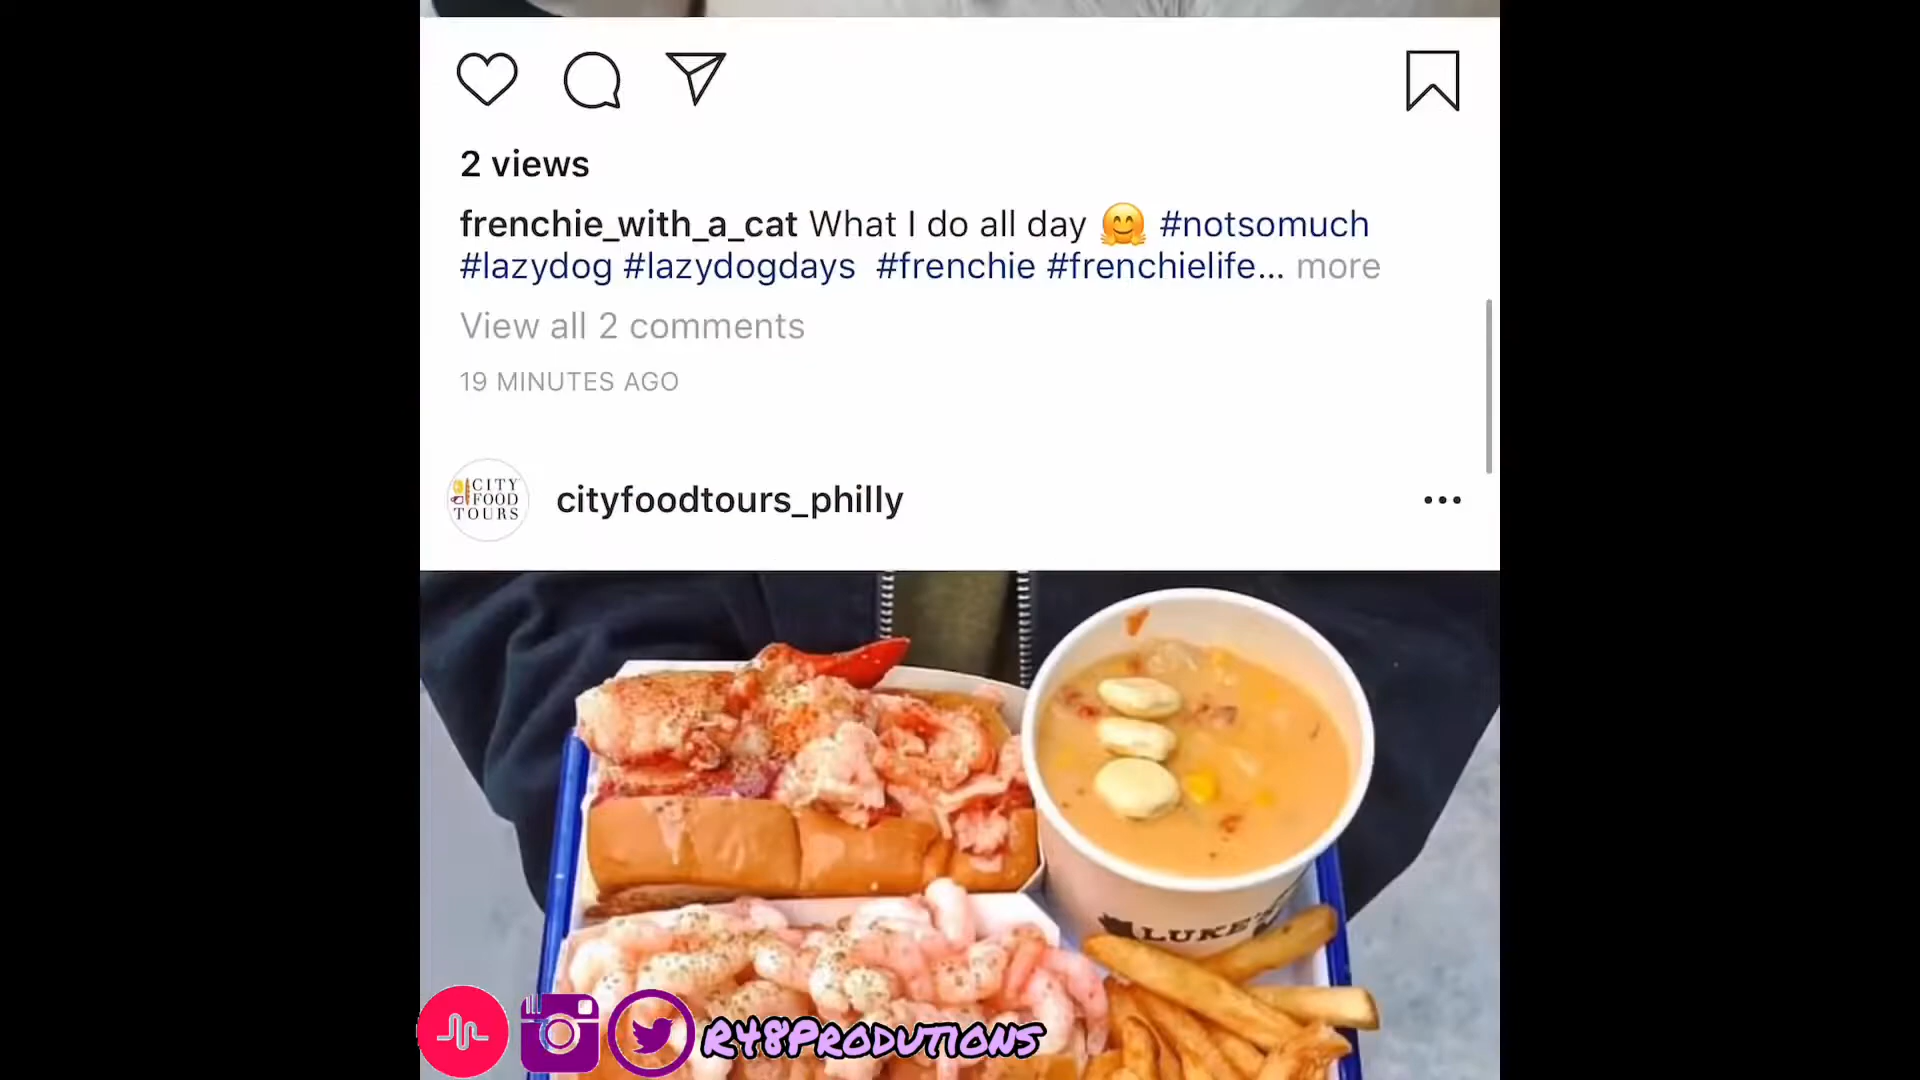 2 views
frenchie_with_a_cat What I do all day 🤗 #notsomuch
#lazydog #lazydogdays #frenchie #frenchielife... more
View all 2 comments
19 MINUTES AGO
CITY
FOOD
TOURS
cityfoodtours_philly
LUKE'S
R48PRODUTIONS